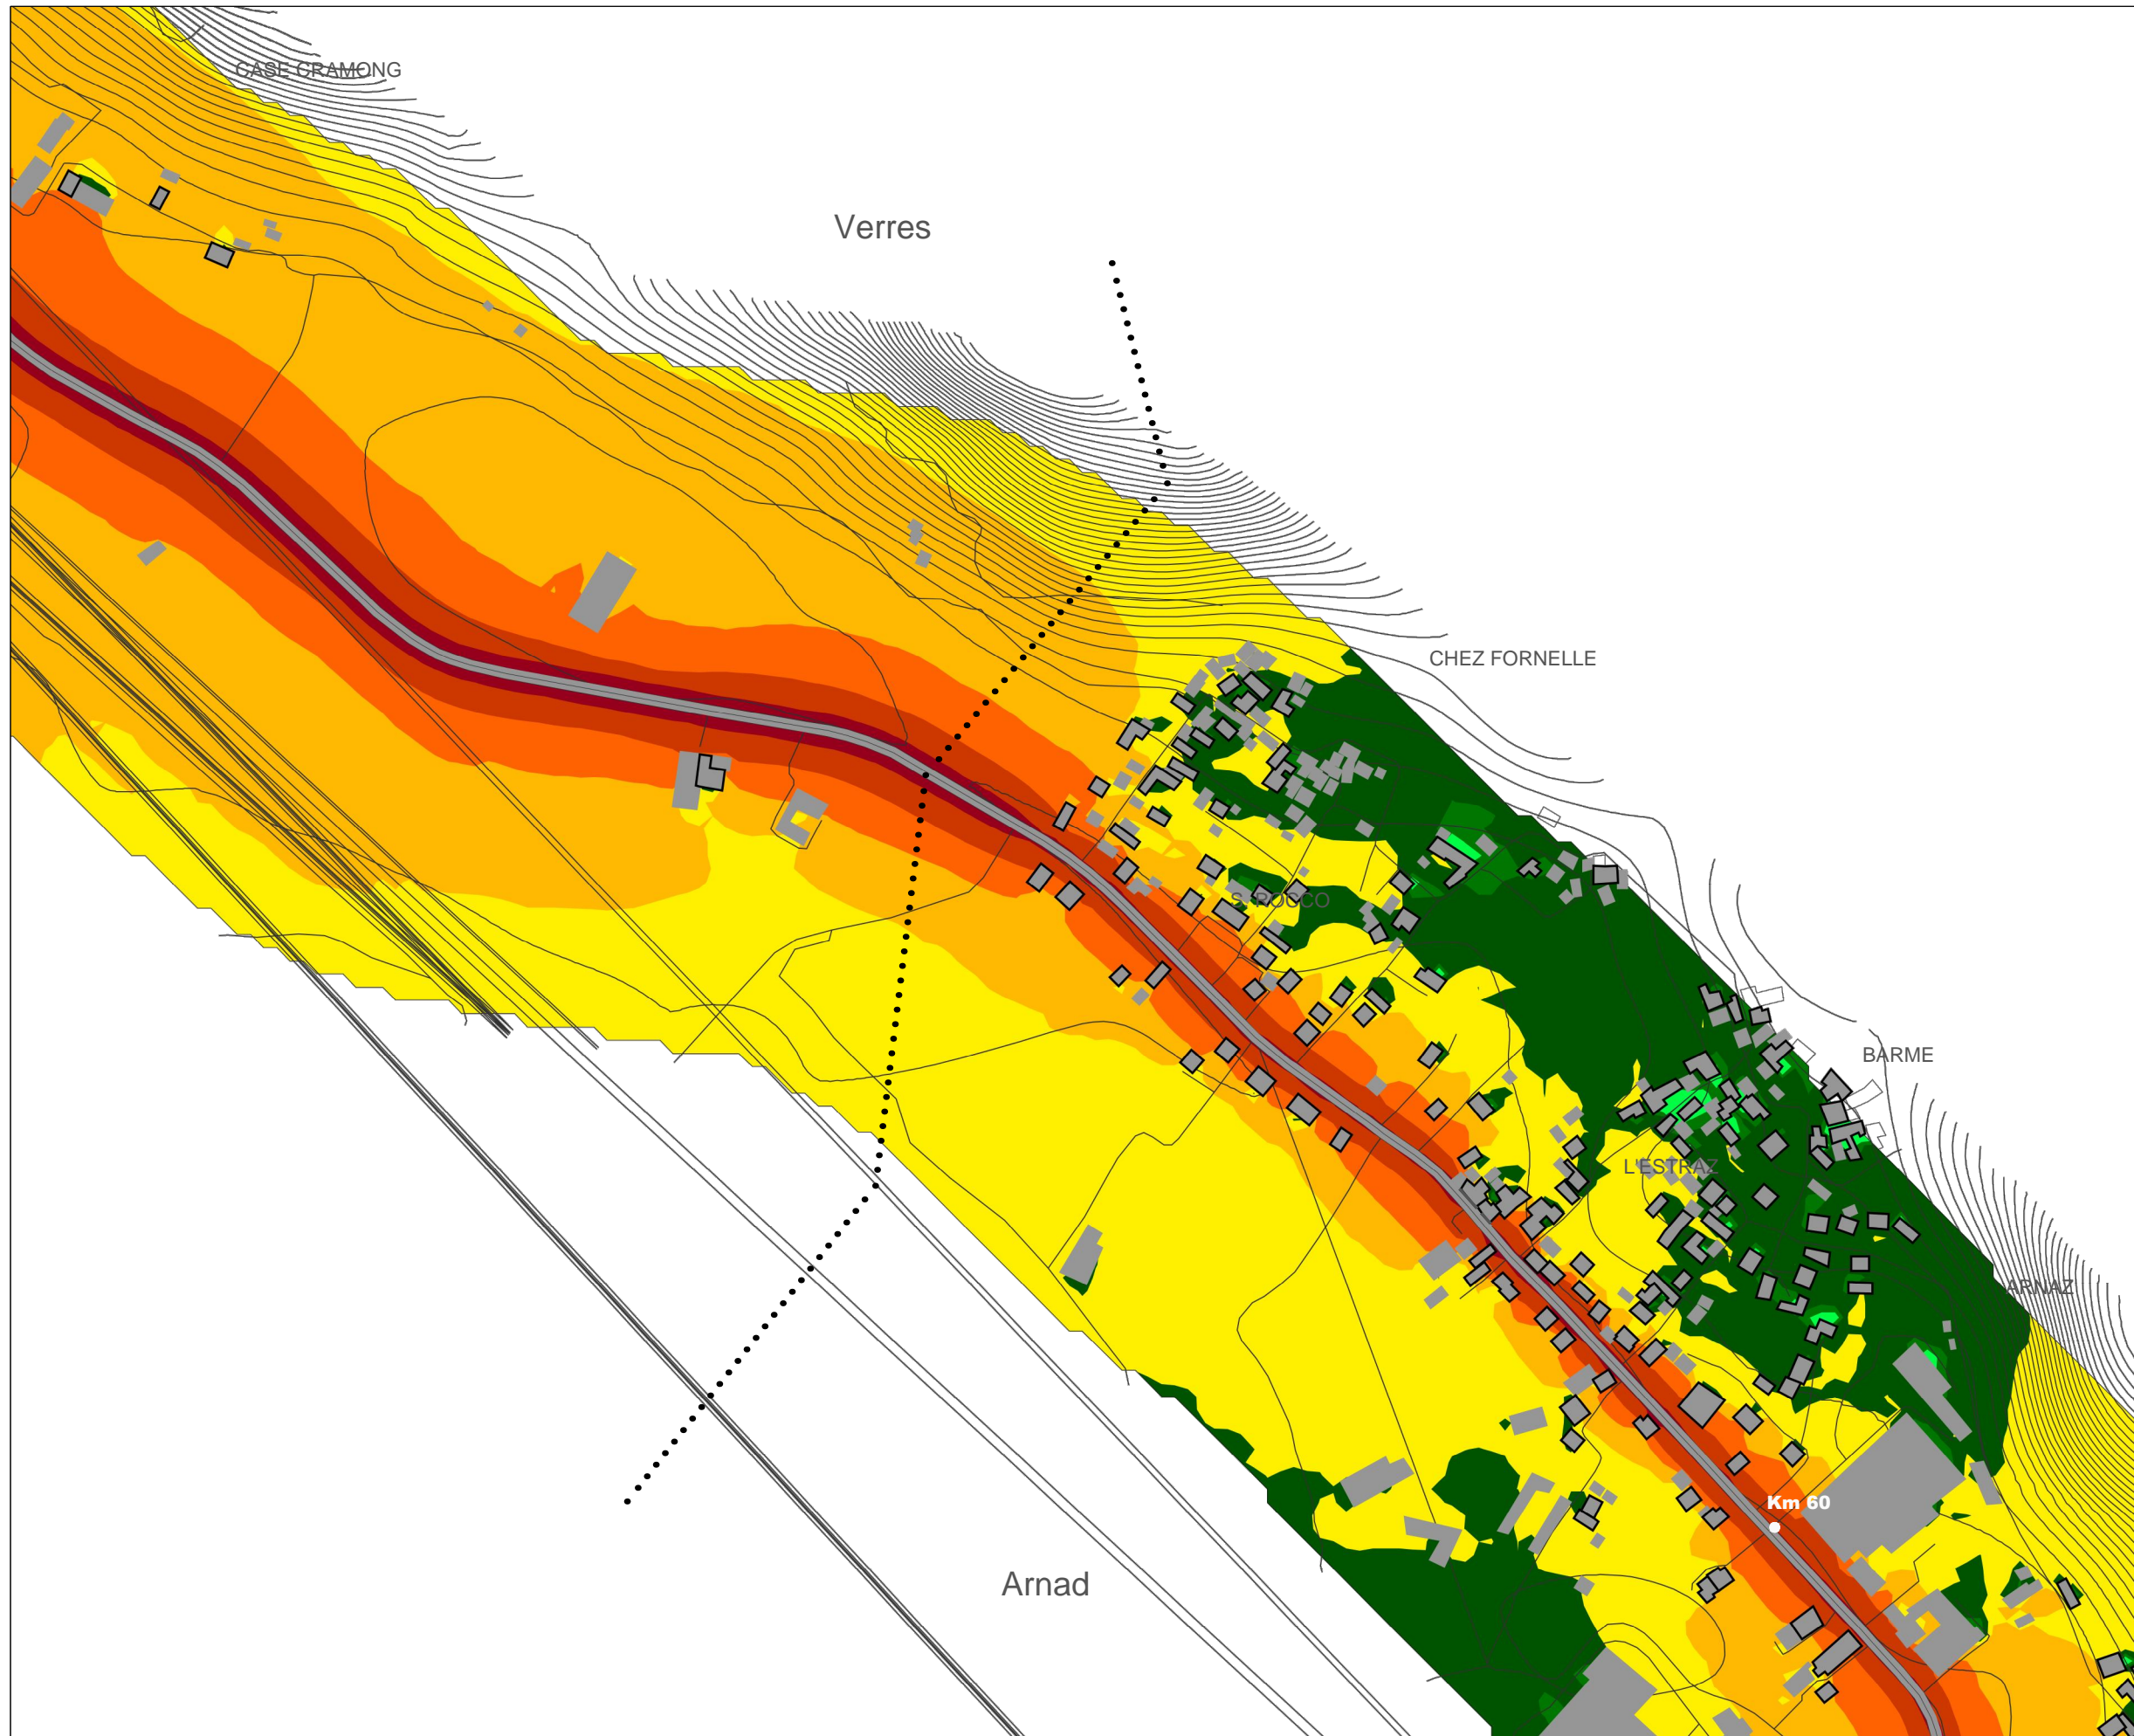 CASE CRAMONG
Verres
CHEZ FORNELLE
S. ROCCO
BARME
L'ESTRAZ
ARNAZ
Km 60
Arnad